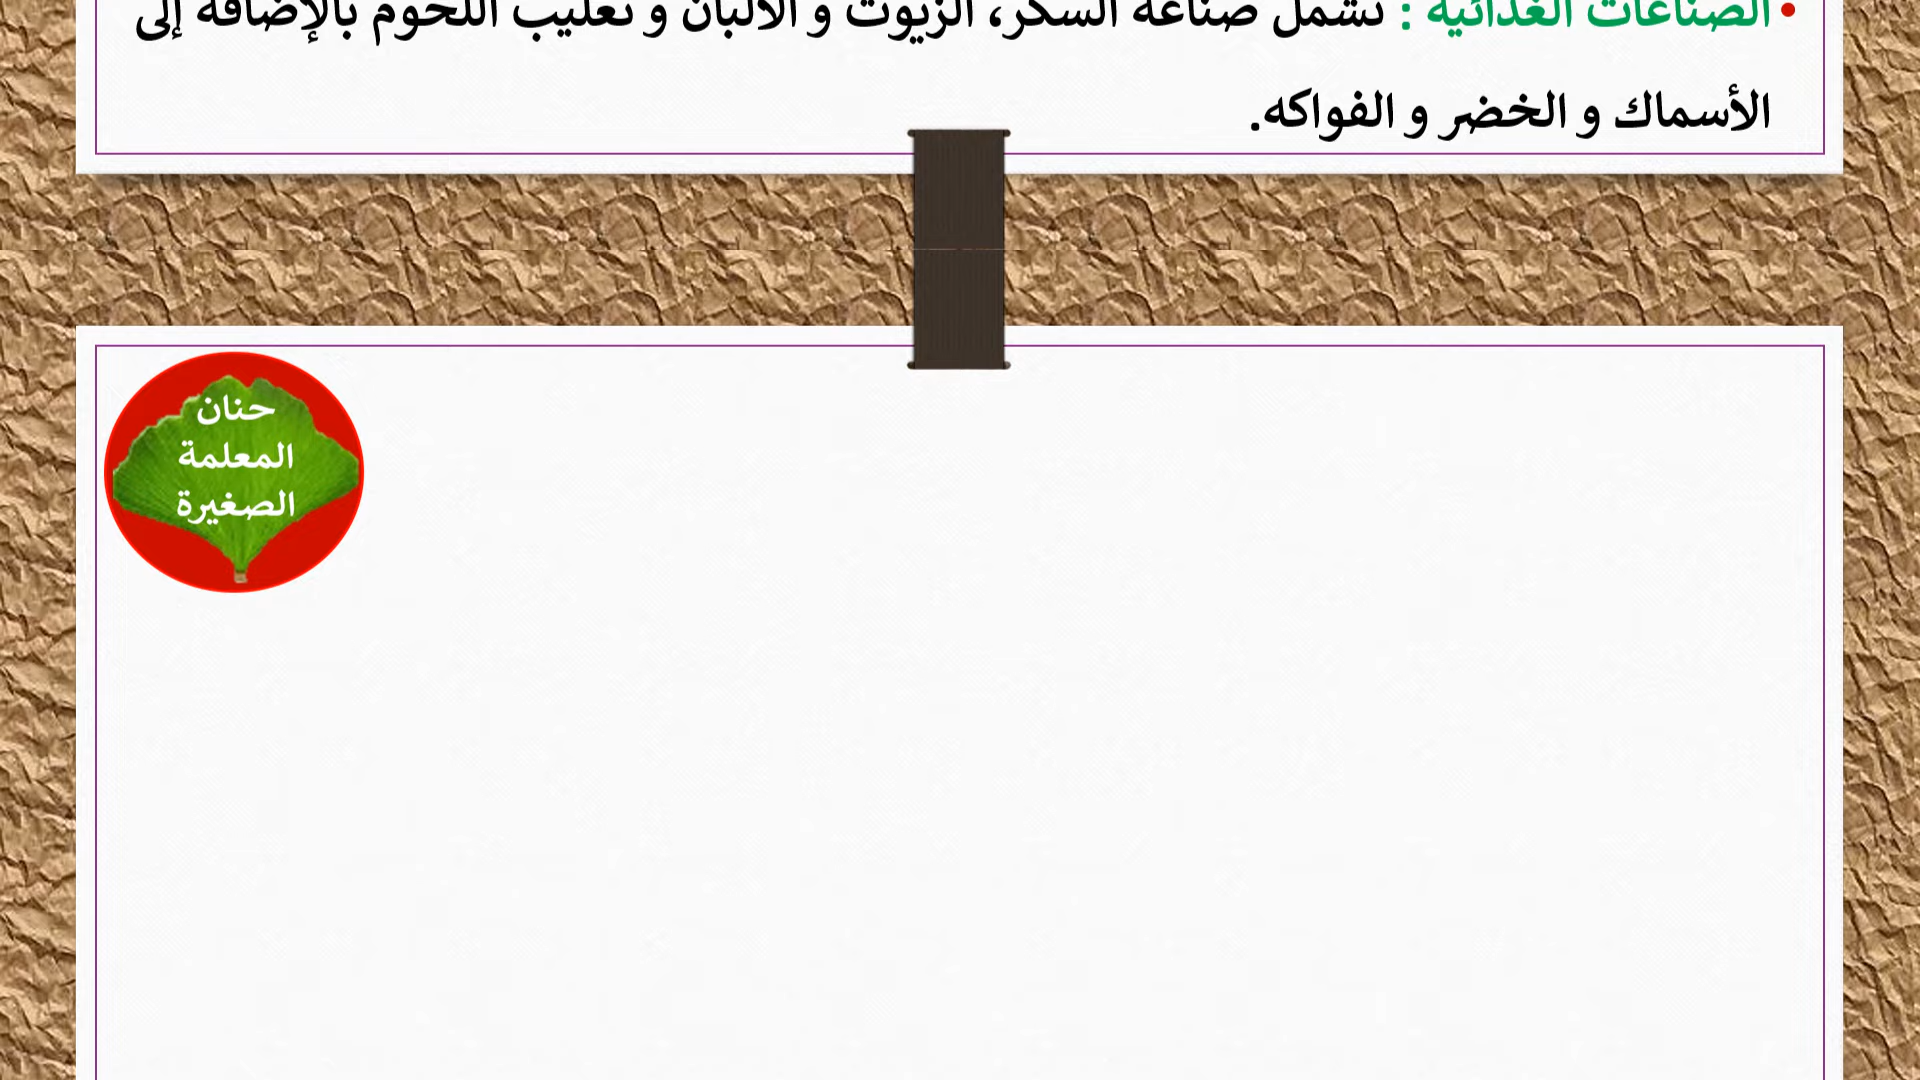 • الصناعات الغذائية : تشمل صناعة السكر، الزيوت و الألبان و تعليب اللحوم بالإضافة إلى
الأسماك و الخضر و الفواكه.
حنان
المعلمة
الصغيرة